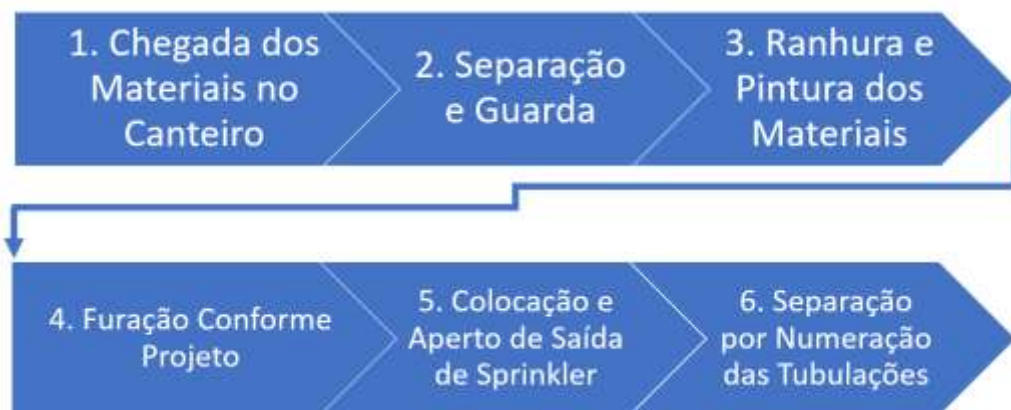 1. Chegada dos
Materiais no
Canteiro
2. Separação
e Guarda
3. Ranhura e
Pintura dos
Materiais
4. Furação Conforme
Projeto
5. Colocação e
Aperto de Saída
de Sprinkler
6. Separação
por Numeração
das Tubulações